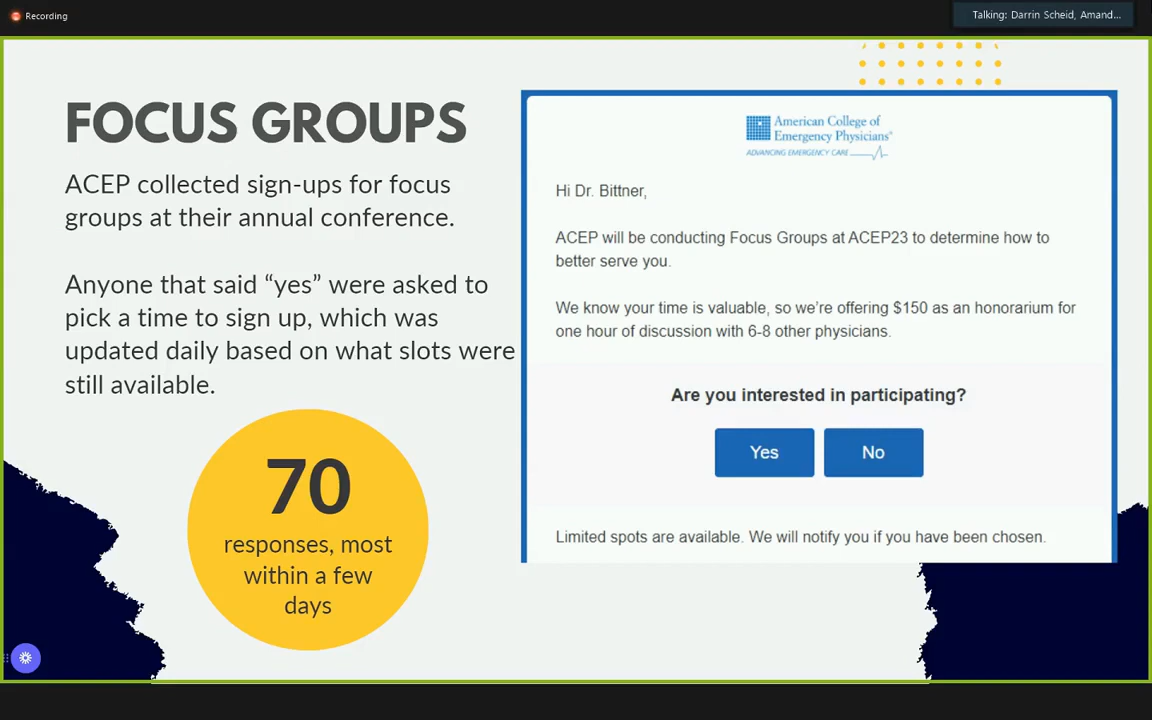 Recording
Talking: Darrin Scheid, Amand...
FOCUS GROUPS
ACEP collected sign-ups for focus
groups at their annual conference.
Anyone that said “yes” were asked to
pick a time to sign up, which was
updated daily based on what slots were
still available.
70
responses, most
within a few
days
American College of
Emergency Physicians®
ADVANCING EMERGENCY CARE
Hi Dr. Bittner,
ACEP will be conducting Focus Groups at ACEP23 to determine how to
better serve you.
We know your time is valuable, so we’re offering $150 as an honorarium for
one hour of discussion with 6-8 other physicians.
Are you interested in participating?
Yes
No
Limited spots are available. We will notify you if you have been chosen.